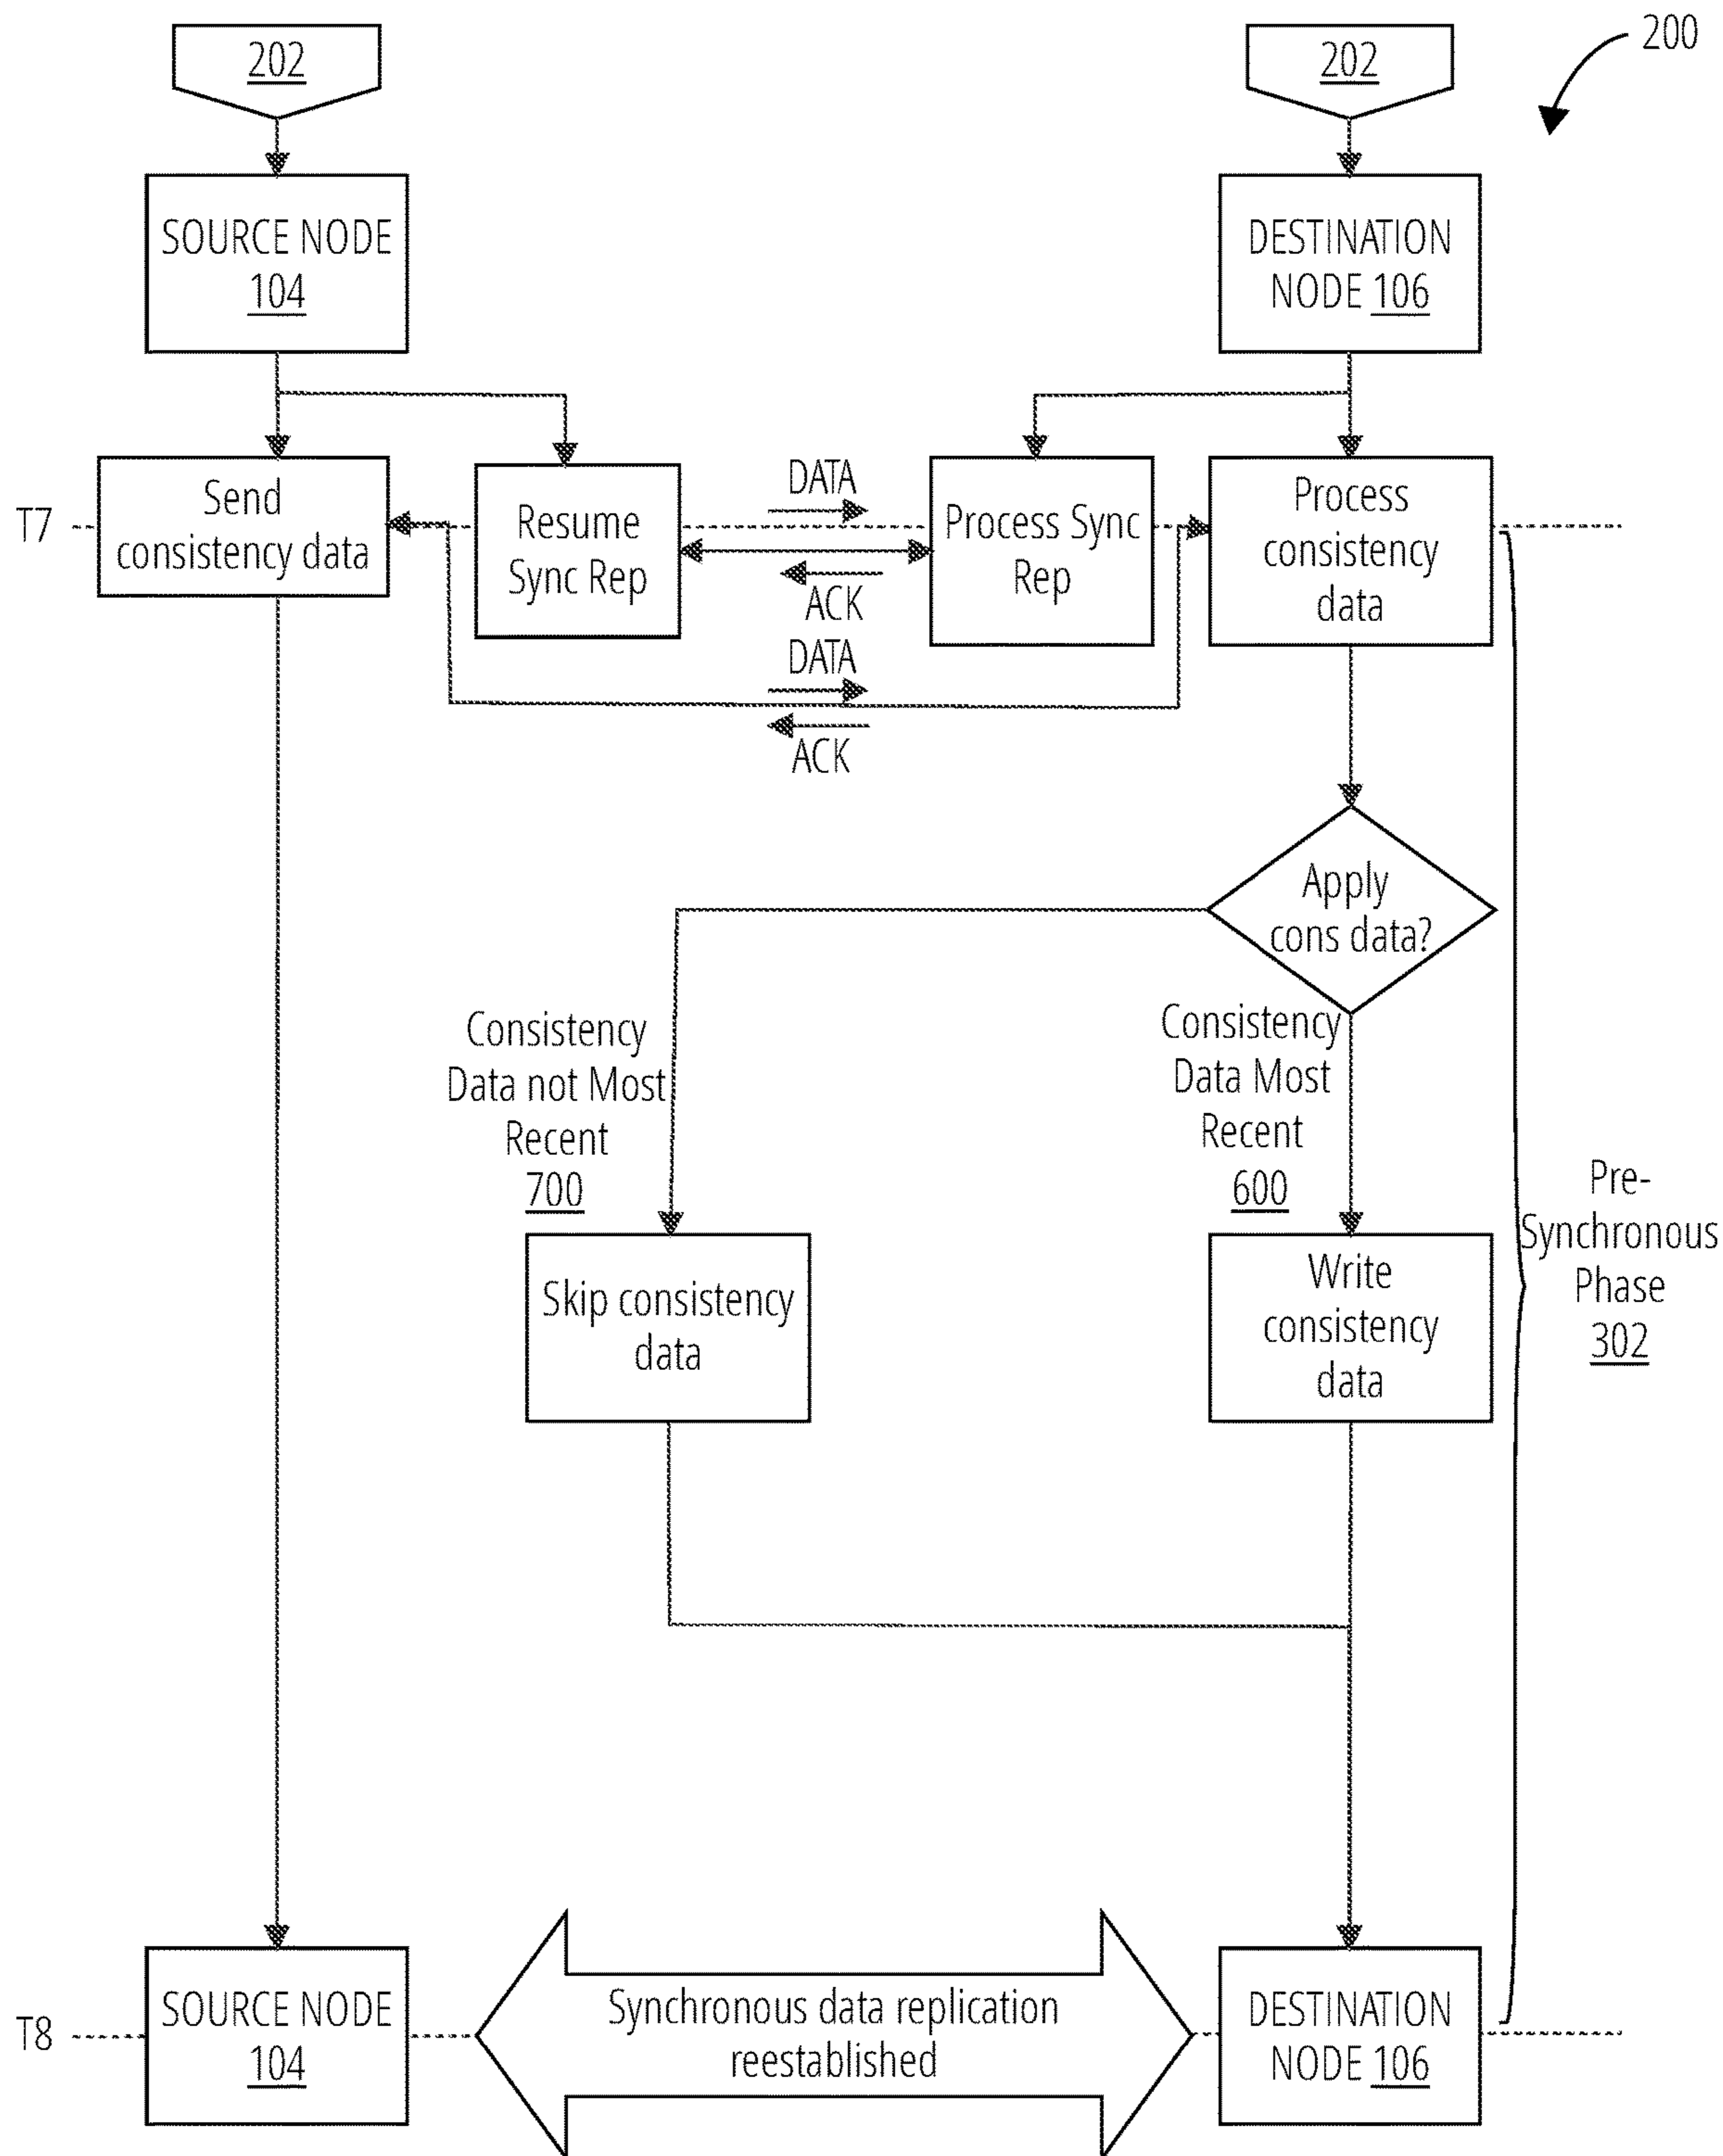 202
202
200
SOURCE NODE
104
DESTINATION
NODE 106
T7
Send
consistency data
Resume
Sync Rep
DATA
ACK
DATA
ACK
Process Sync
Rep
Process
consistency
data
Apply
cons data?
Consistency
Data not Most
Recent
700
Consistency
Data Most
Recent
600
Pre-
Synchronous
Phase
302
Skip consistency
data
Write
consistency
data
T8
SOURCE NODE
104
Synchronous data replication
reestablished
DESTINATION
NODE 106